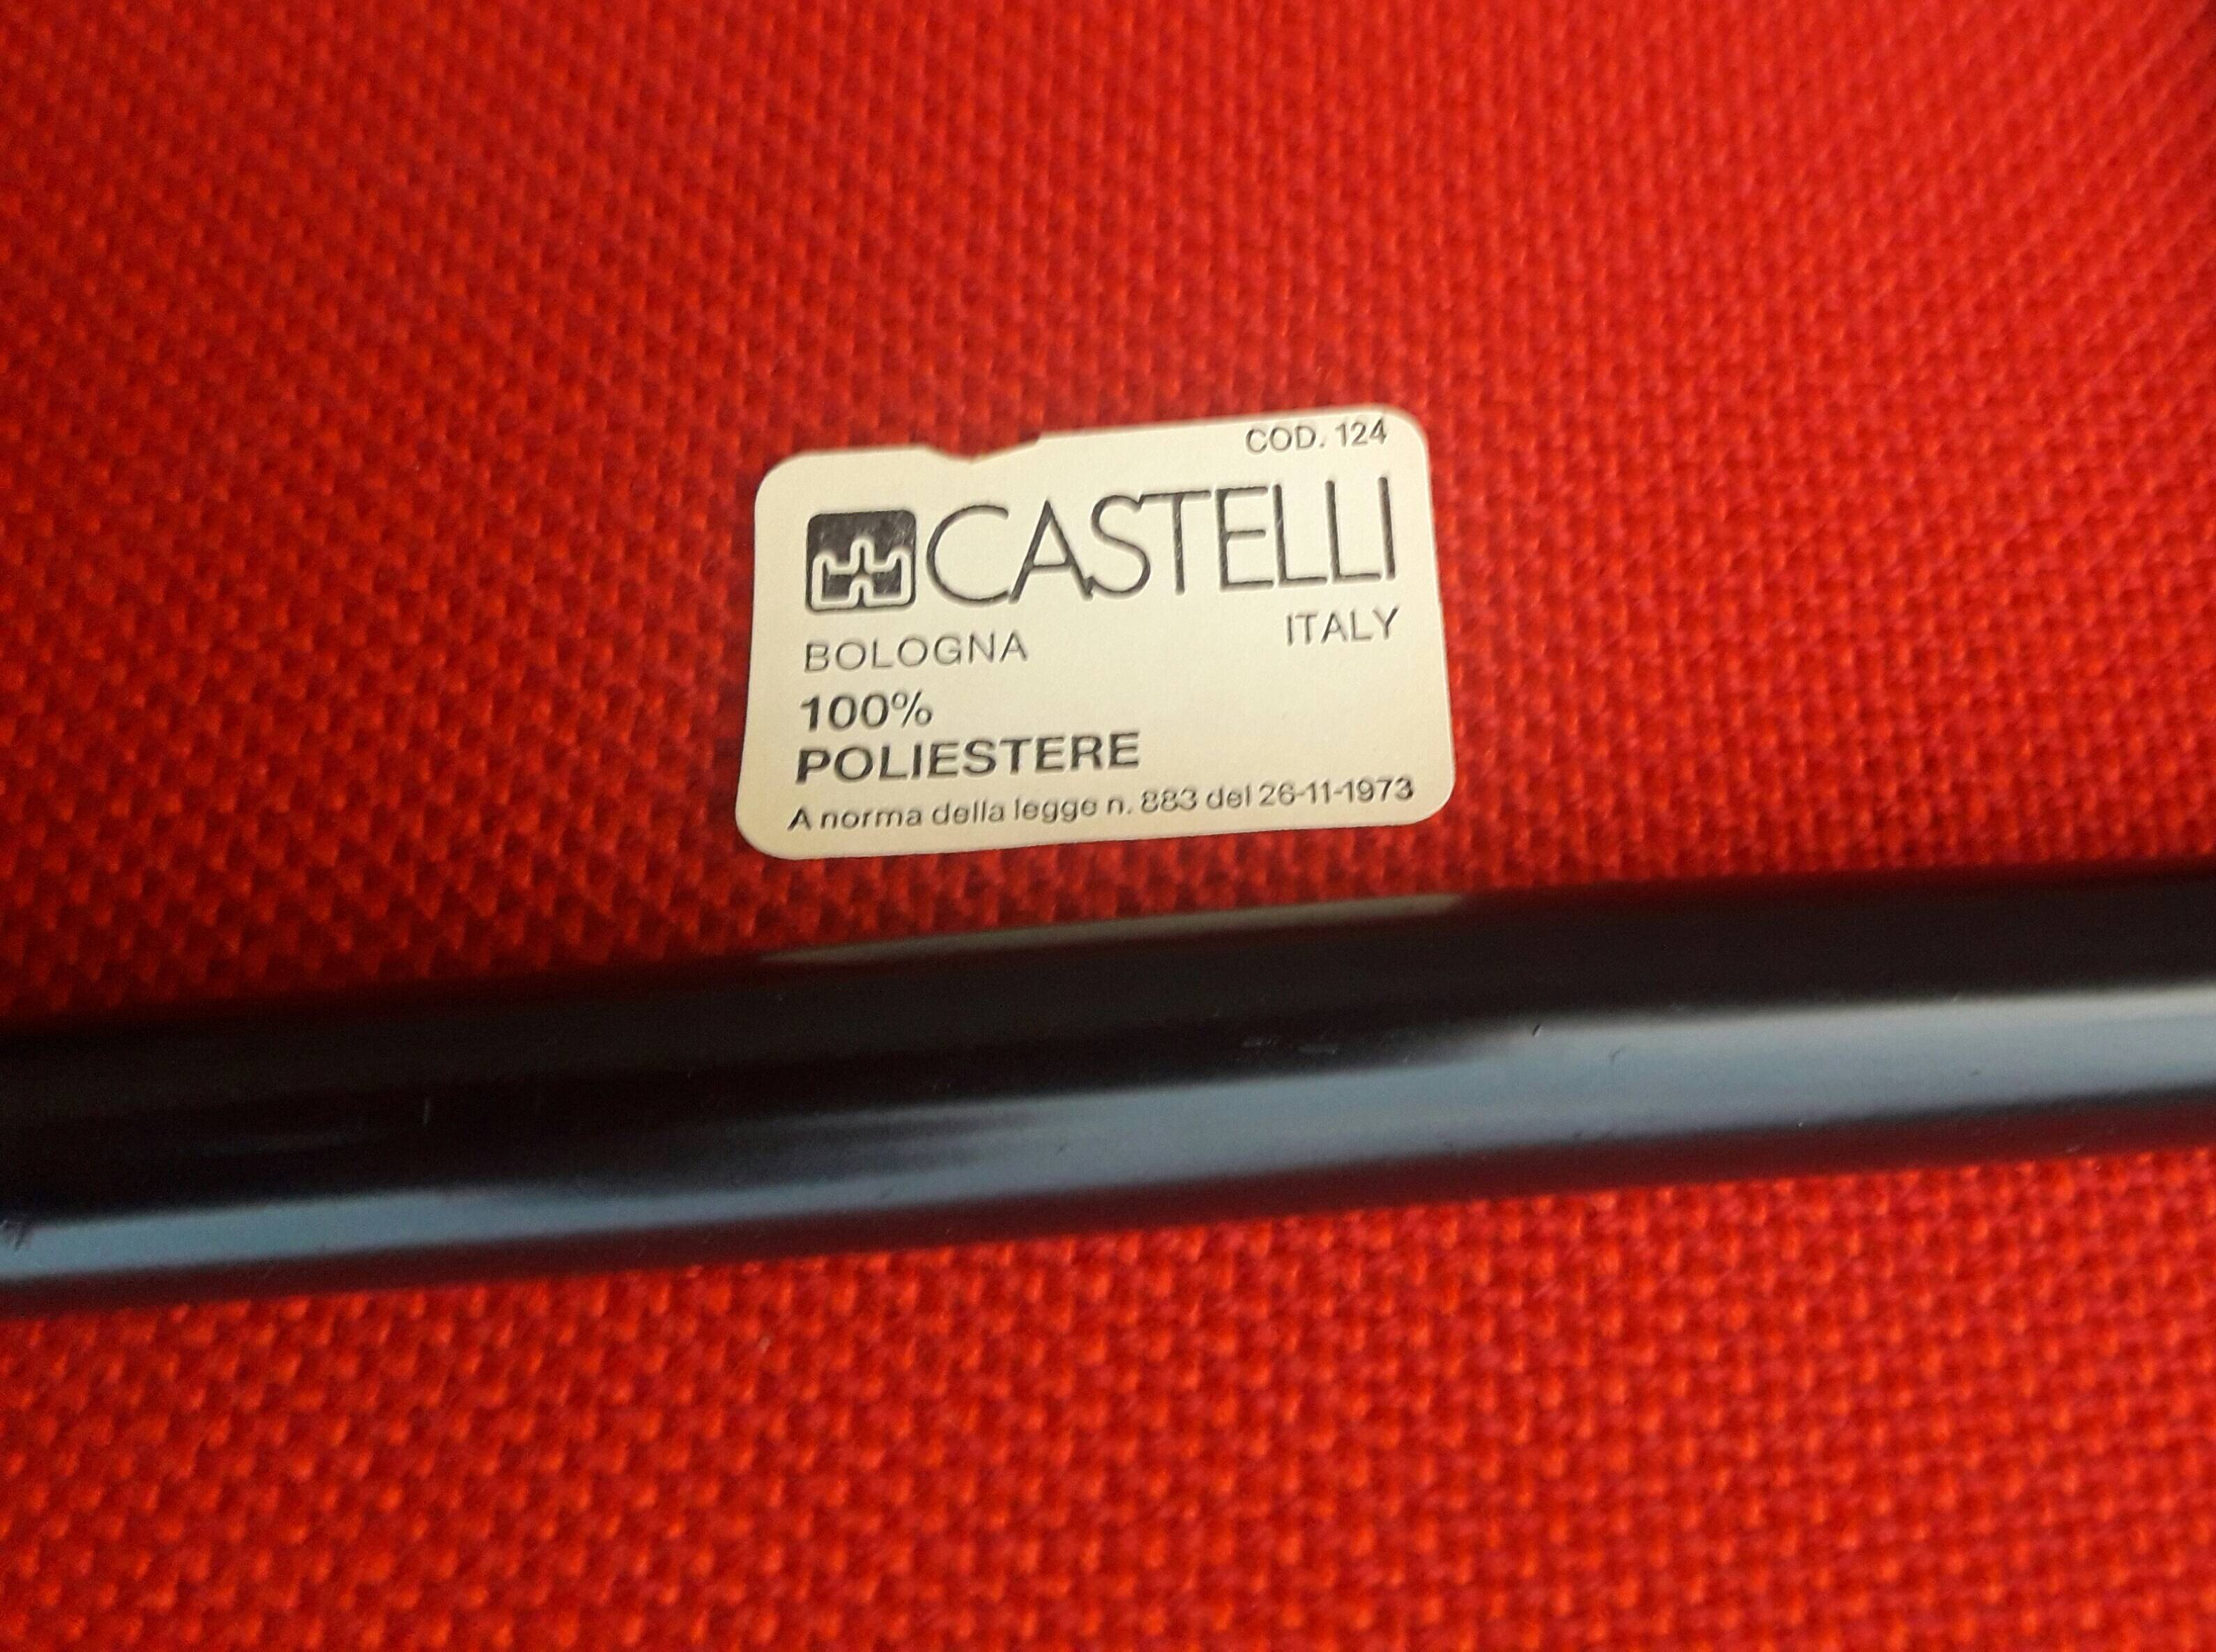 COD. 124
CASTELLI
BOLOGNA ITALY
100%
POLIESTERE
A norma della legge n. 883 del 26-11-1973